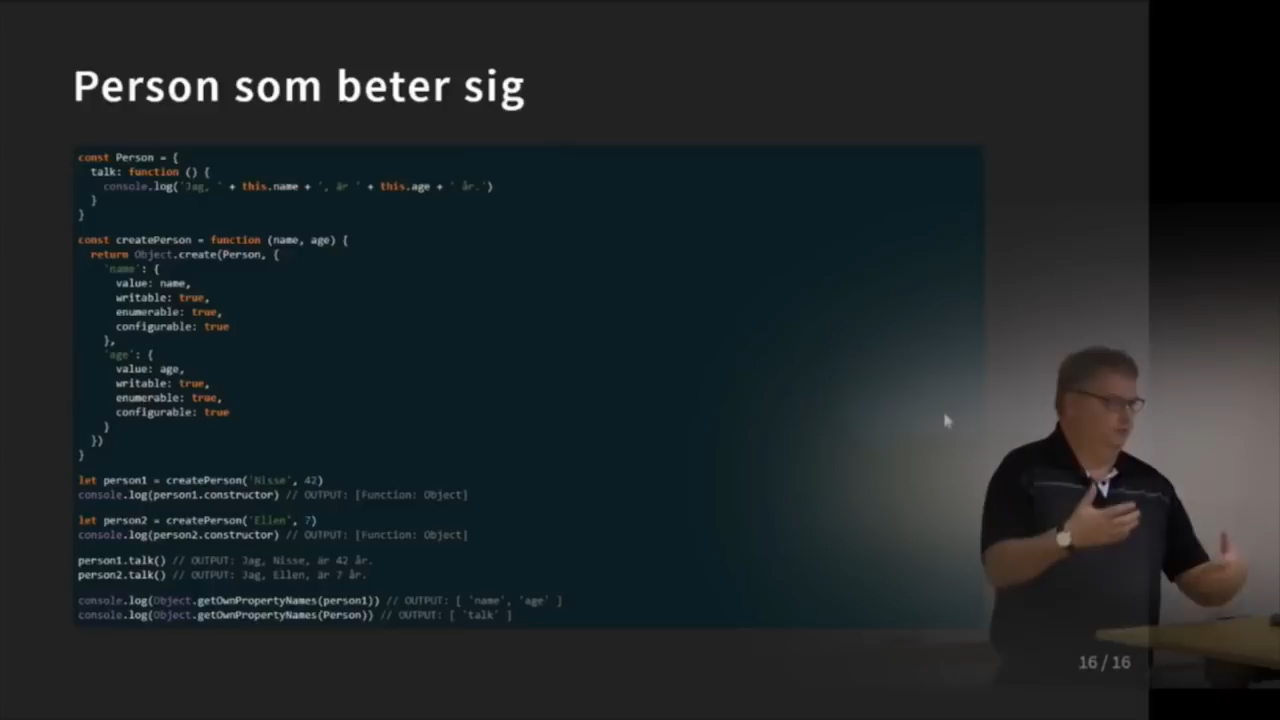 Person som beter sig
const Person = {
talk: function () {
console.log('Jag, ' + this.name + ', är ' + this.age + ' år.')
}
}
const createPerson = function (name, age) {
return Object.create(Person, {
'name': {
value: name,
writable: true,
enumerable: true,
configurable: true
},
'age': {
value: age,
writable: true,
enumerable: true,
configurable: true
}
})
}
let person1 = createPerson('Nisse', 42)
console.log(person1.constructor) // OUTPUT: [Function: Object]
let person2 = createPerson('Ellen', 7)
console.log(person2.constructor) // OUTPUT: [Function: Object]
person1.talk() // OUTPUT: Jag, Nisse, är 42 år.
person2.talk() // OUTPUT: Jag, Ellen, är 7 år.
console.log(Object.getOwnPropertyNames(person1)) // OUTPUT: [ 'name', 'age' ]
console.log(Object.getOwnPropertyNames(Person)) // OUTPUT: [ 'talk' ]
16 / 16